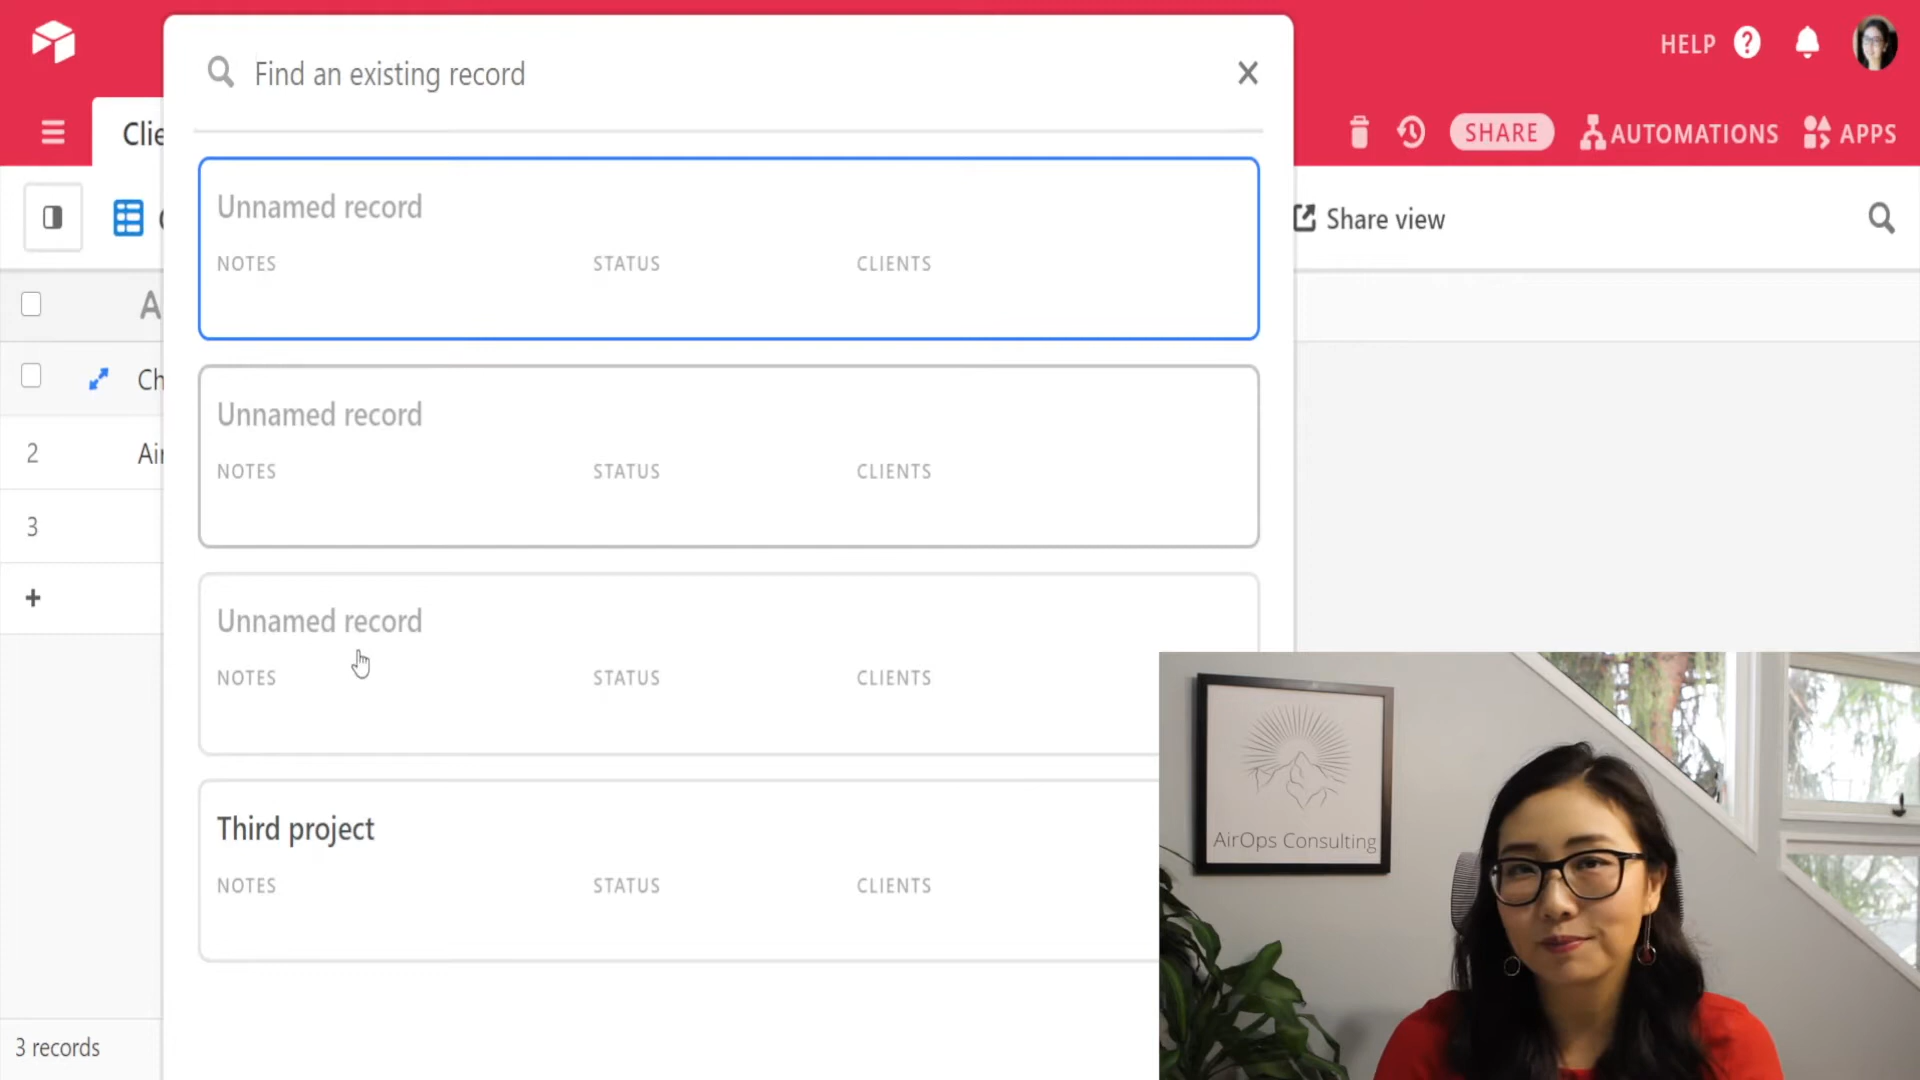 Find an existing record
HELP ?
Clie
SHARE
AUTOMATIONS
APPS
Unnamed record
NOTES STATUS CLIENTS
Share view
A
Unnamed record
NOTES STATUS CLIENTS
Ch
2 Air
3
+
Unnamed record
NOTES STATUS CLIENTS
Third project
NOTES STATUS CLIENTS
AirOps Consulting
3 records